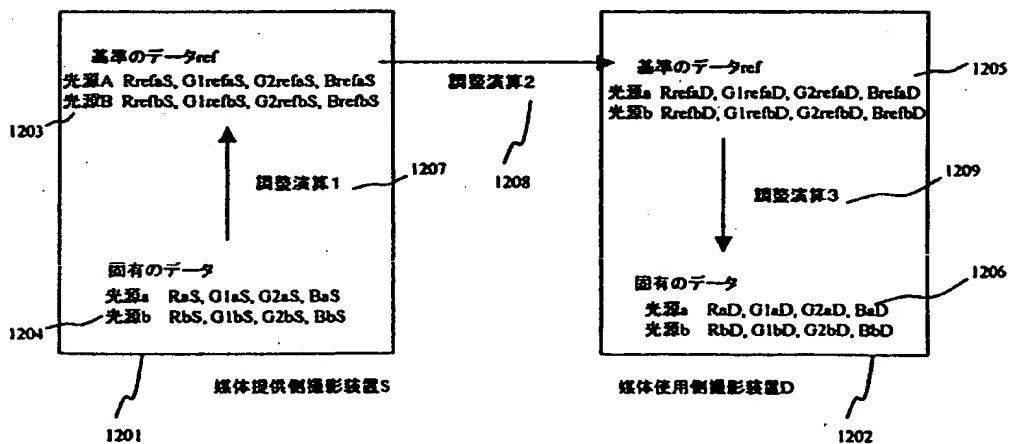 基準のデータref
光源A RrefaS, G1refaS, G2refaS, BrefaS
光源B RrefbS, G1refbS, G2refbS, BrefbS
1203
調整演算1
1207
固有のデータ
光源a RaS, G1aS, G2aS, BaS
光源b RbS, G1bS, G2bS, BbS
1204
媒体提供側撮影装置S
1201
調整演算2
1208
基準のデータref
1205
光源a RrefaD, G1refaD, G2refaD, BrefaD
光源b RrefbD, G1refbD, G2refbD, BrefbD
1209
調整演算3
固有のデータ
1206
光源a RaD, G1aD, G2aD, BaD
光源b RbD, G1bD, G2bD, BbD
媒体使用側撮影装置D
1202